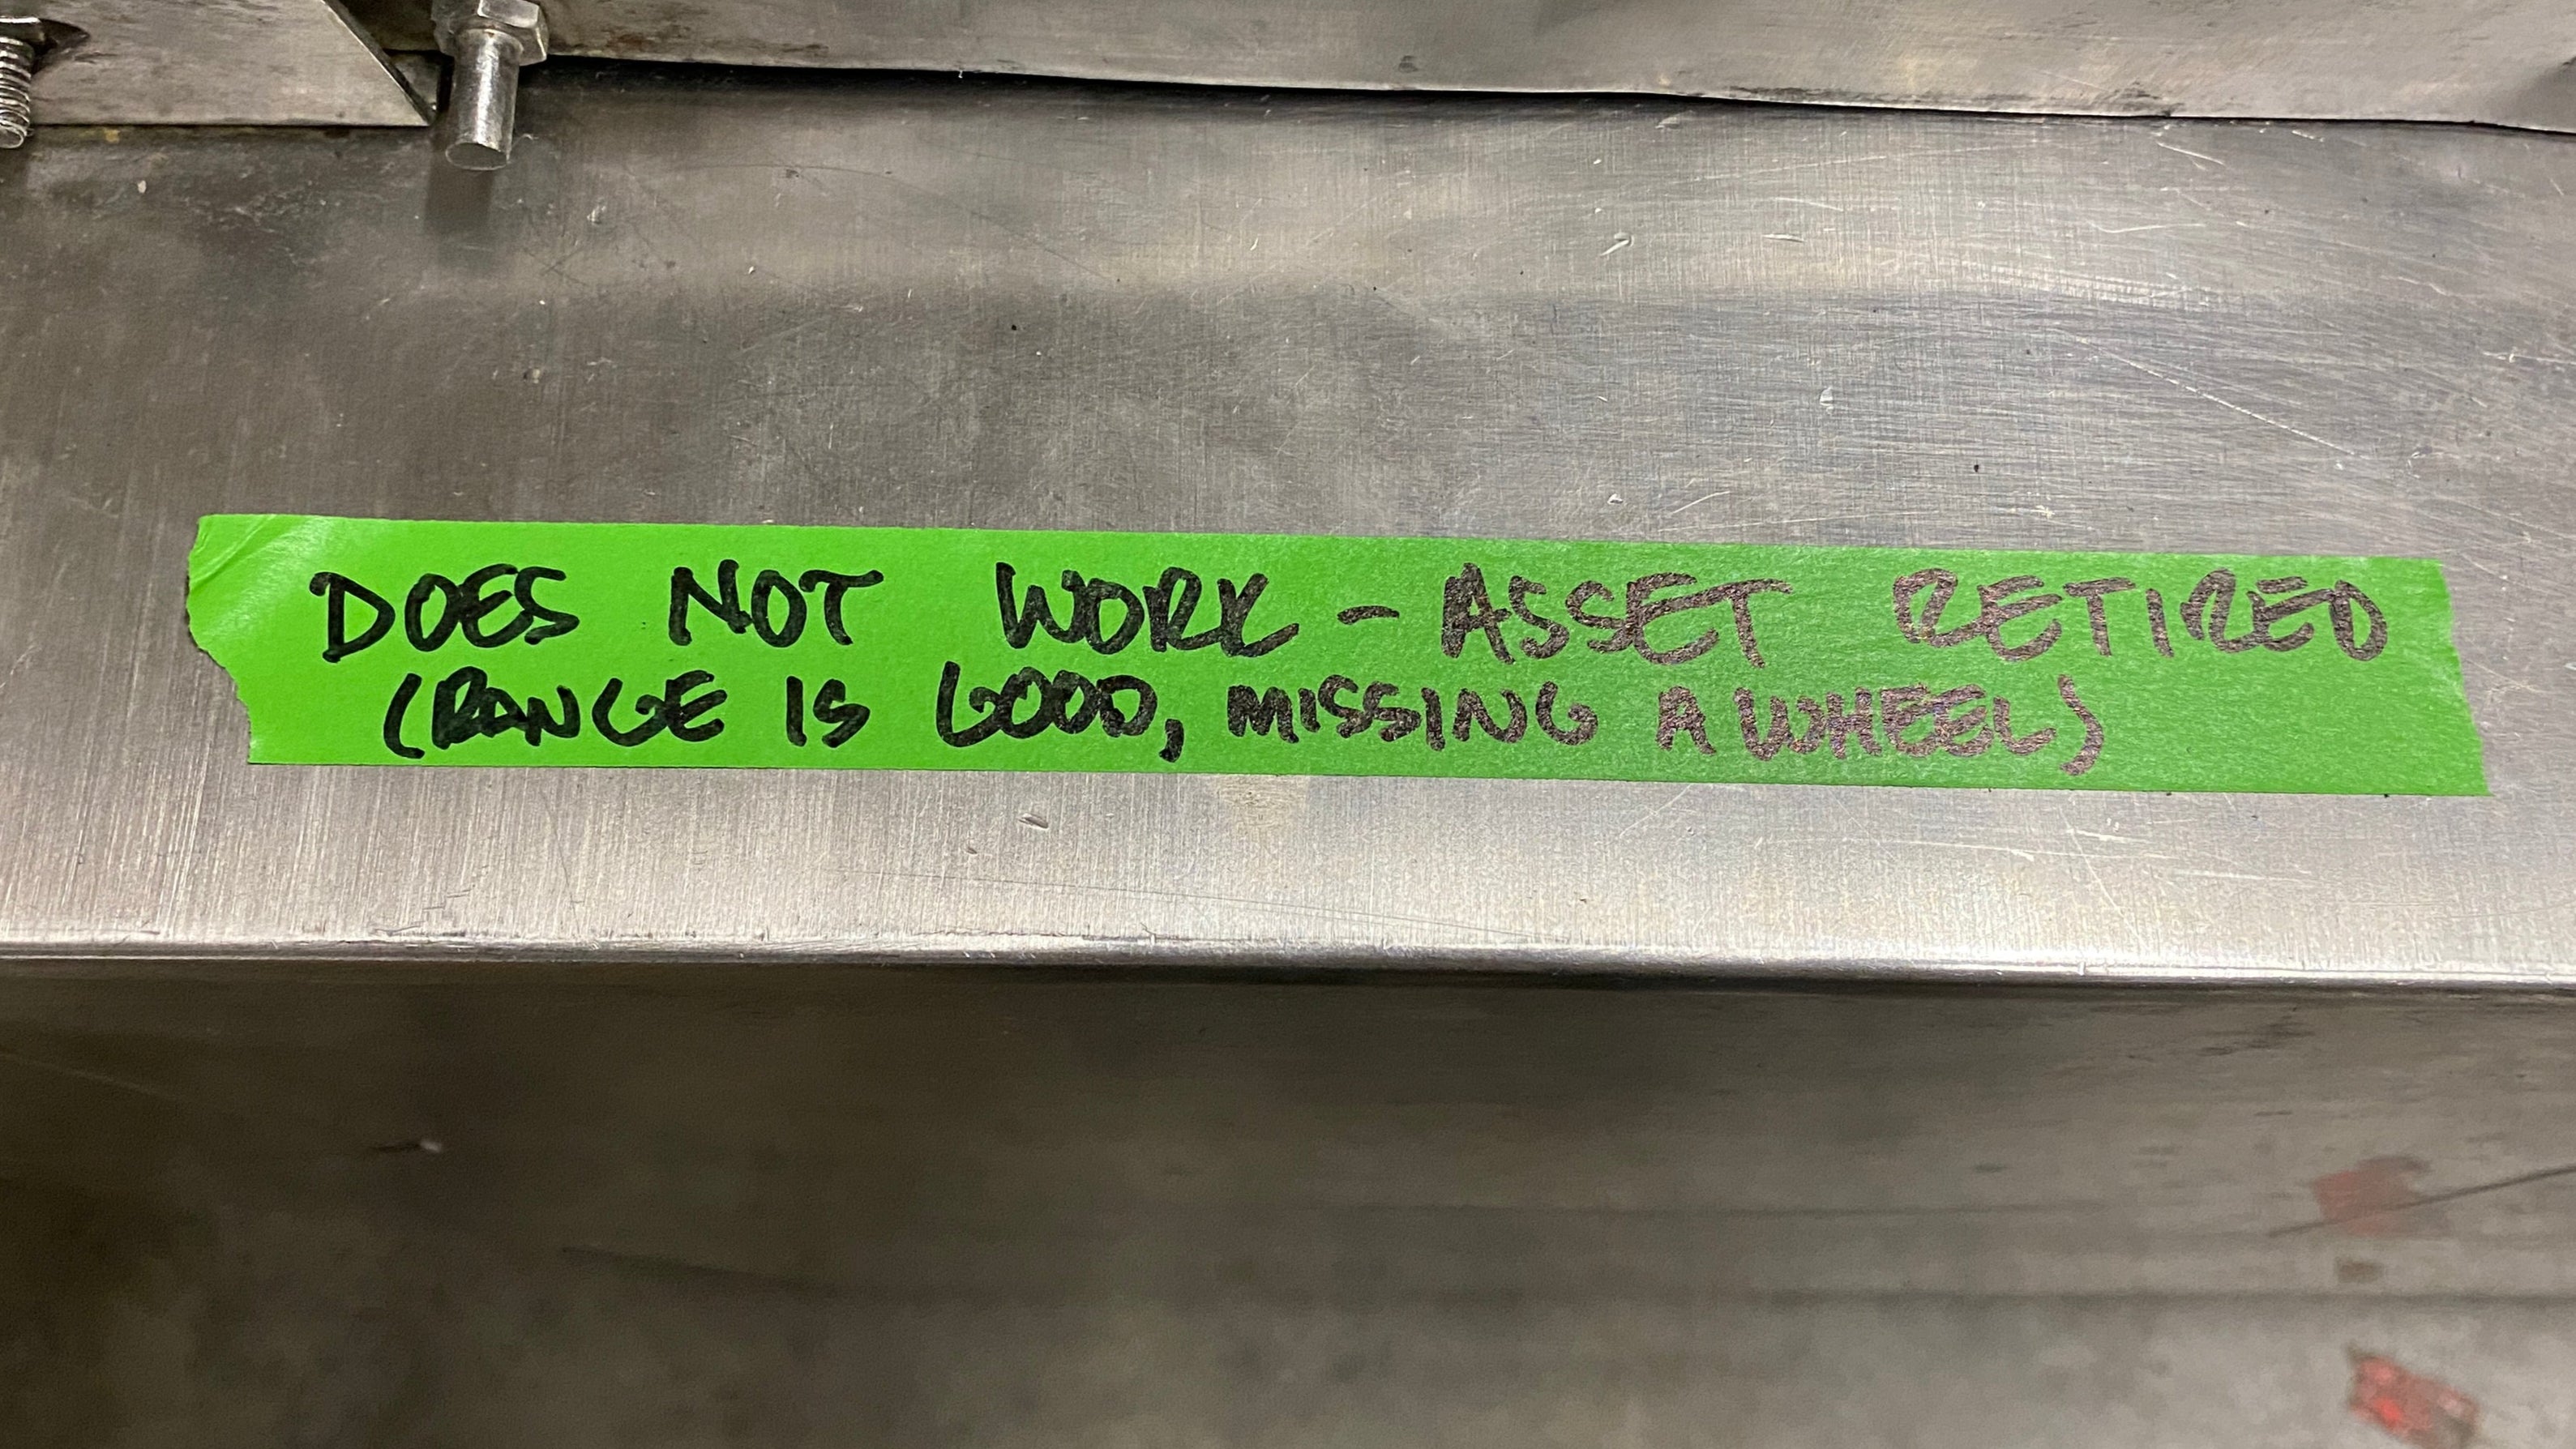 DOES NOT WORK - ASSET RETIRED
(RANGE IS GOOD, MISSING A WHEEL)